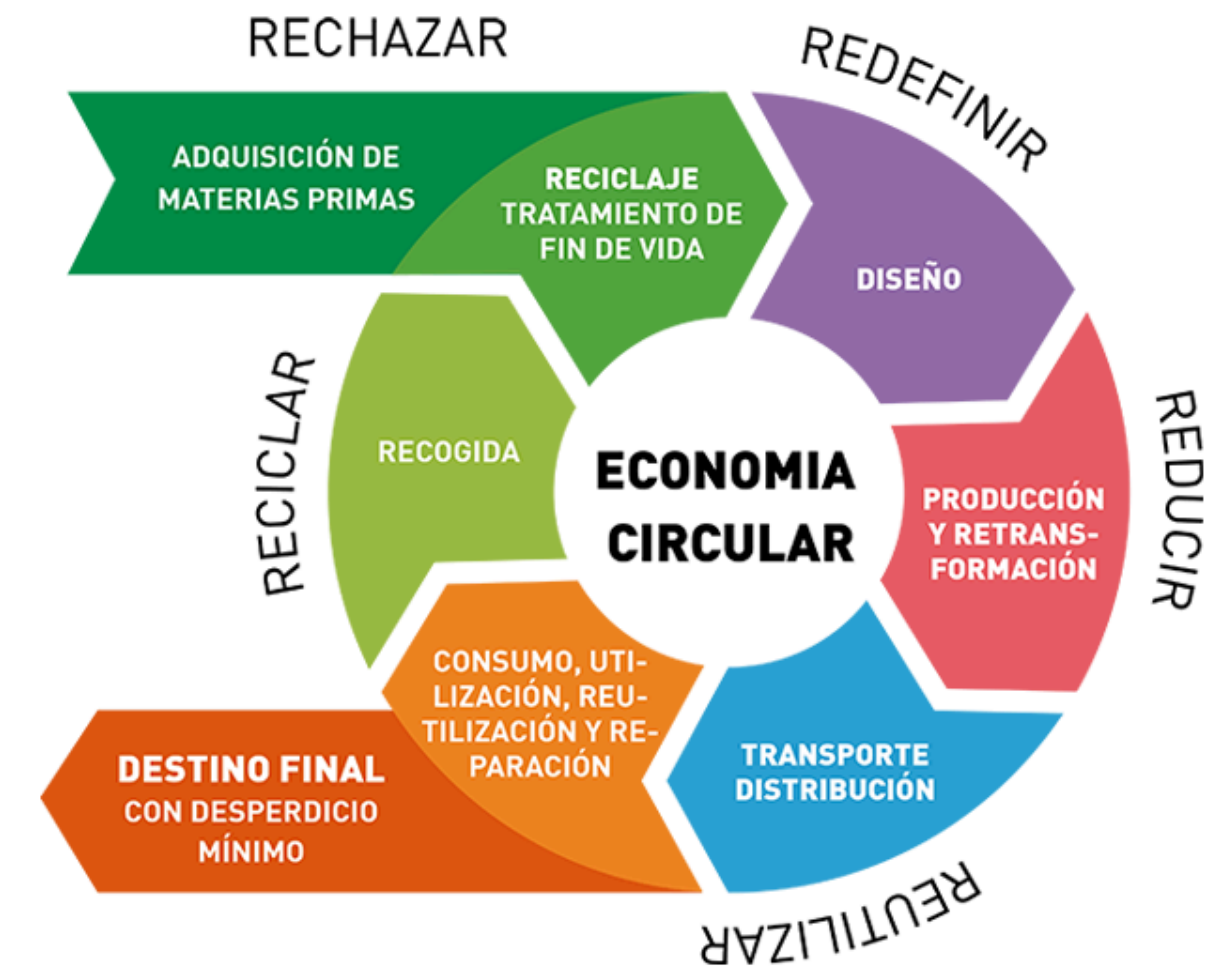 RECHAZAR
REDEFINIR
ADQUISICIÓN DE
MATERIAS PRIMAS
RECICLAJE
TRATAMIENTO DE
FIN DE VIDA
DISEÑO
RECICLAR
RECOGIDA
ECONOMIA
CIRCULAR
PRODUCCIÓN
Y RETRANS-
FORMACIÓN
REDUCIR
CONSUMO, UTI-
LIZACIÓN, REU-
TILIZACIÓN Y RE-
PARACIÓN
TRANSPORTE
DISTRIBUCIÓN
DESTINO FINAL
CON DESPERDICIO
MÍNIMO
REUTILIZAR